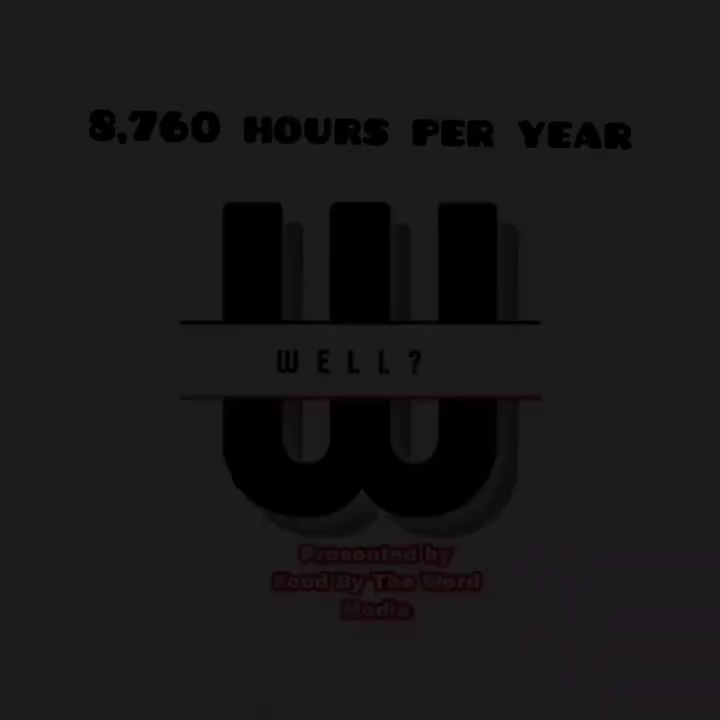 8,760 HOURS PER YEAR
W
WELL?
Presented by
Food By The Word
Media